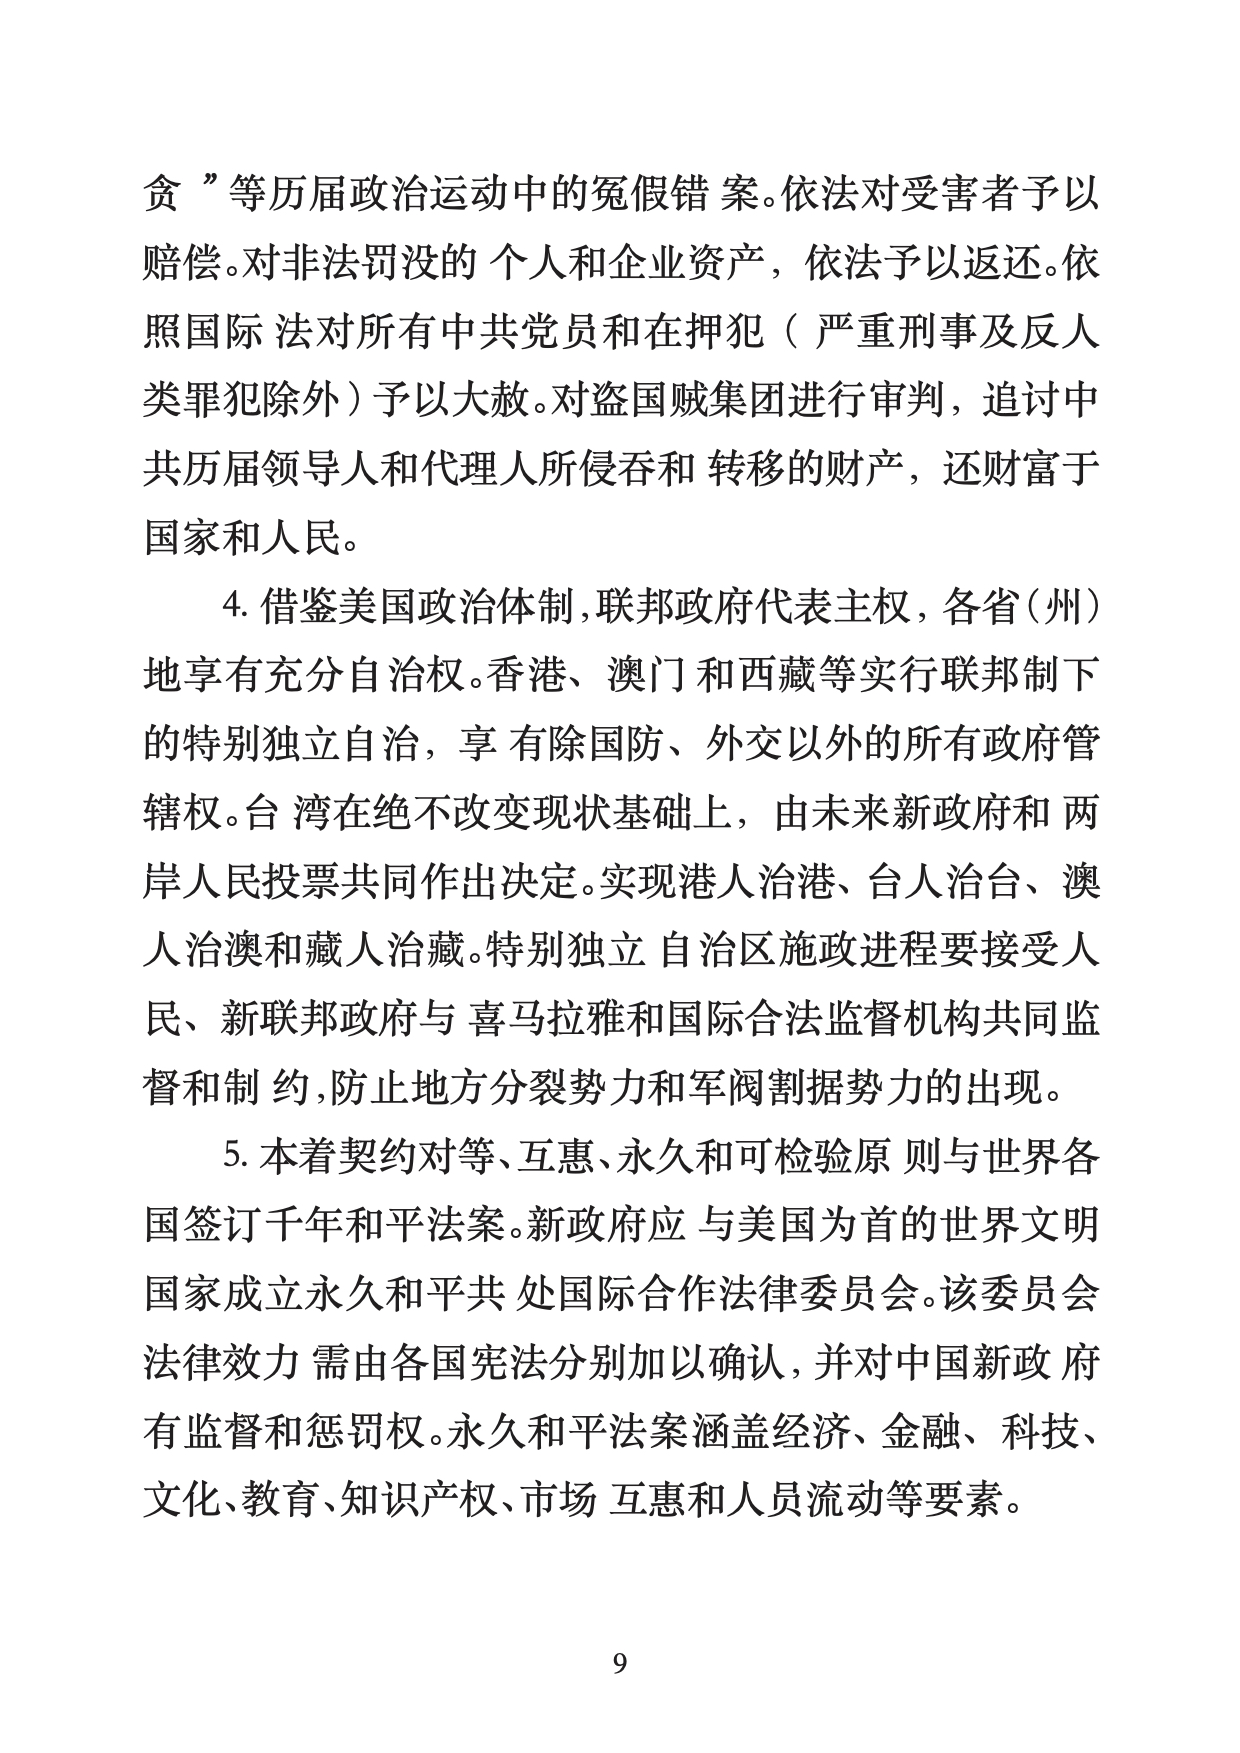 贪 ”等历届政治运动中的冤假错 案。依法对受害者予以
赔偿。对非法罚没的 个人和企业资产，依法予以返还。依
照国际 法对所有中共党员和在押犯（ 严重刑事及反人
类罪犯除外）予以大赦。对盗国贼集团进行审判，追讨中
共历届领导人和代理人所侵吞和 转移的财产，还财富于
国家和人民。
4. 借鉴美国政治体制，联邦政府代表主权，各省（州）
地享有充分自治权。香港、澳门 和西藏等实行联邦制下
的特别独立自治，享 有除国防、外交以外的所有政府管
辖权。台 湾在绝不改变现状基础上，由未来新政府和 两
岸人民投票共同作出决定。实现港人治港、台人治台、澳
人治澳和藏人治藏。特别独立 自治区施政进程要接受人
民、新联邦政府与 喜马拉雅和国际合法监督机构共同监
督和制 约，防止地方分裂势力和军阀割据势力的出现。
5. 本着契约对等、互惠、永久和可检验原 则与世界各
国签订千年和平法案。新政府应 与美国为首的世界文明
国家成立永久和平共 处国际合作法律委员会。该委员会
法律效力 需由各国宪法分别加以确认，并对中国新政 府
有监督和惩罚权。永久和平法案涵盖经济、金融、科技、
文化、教育、知识产权、市场 互惠和人员流动等要素。
9